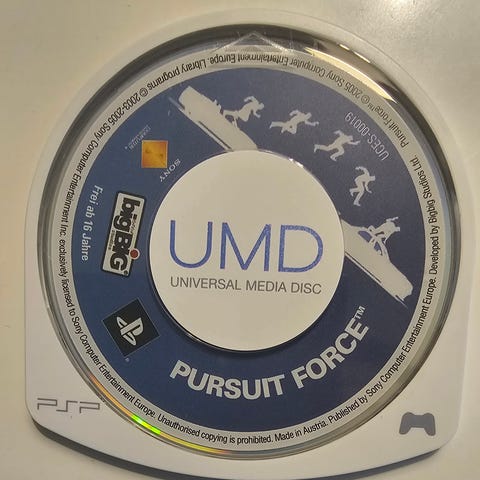 UMD
UNIVERSAL MEDIA DISC
PURSUIT FORCE™
UCES-00019
SONY
bigBIG
Frei ab 16 Jahre
PSP
Library programs © 2003-2005 Sony Computer Entertainment Inc. exclusively licensed to Sony Computer Entertainment Europe. Unauthorised copying is prohibited. Made in Austria. Published by Sony Computer Entertainment Europe. Developed by Bigbig Studios Ltd.
Pursuit Force™ © 2005 Sony Computer Entertainment Europe.